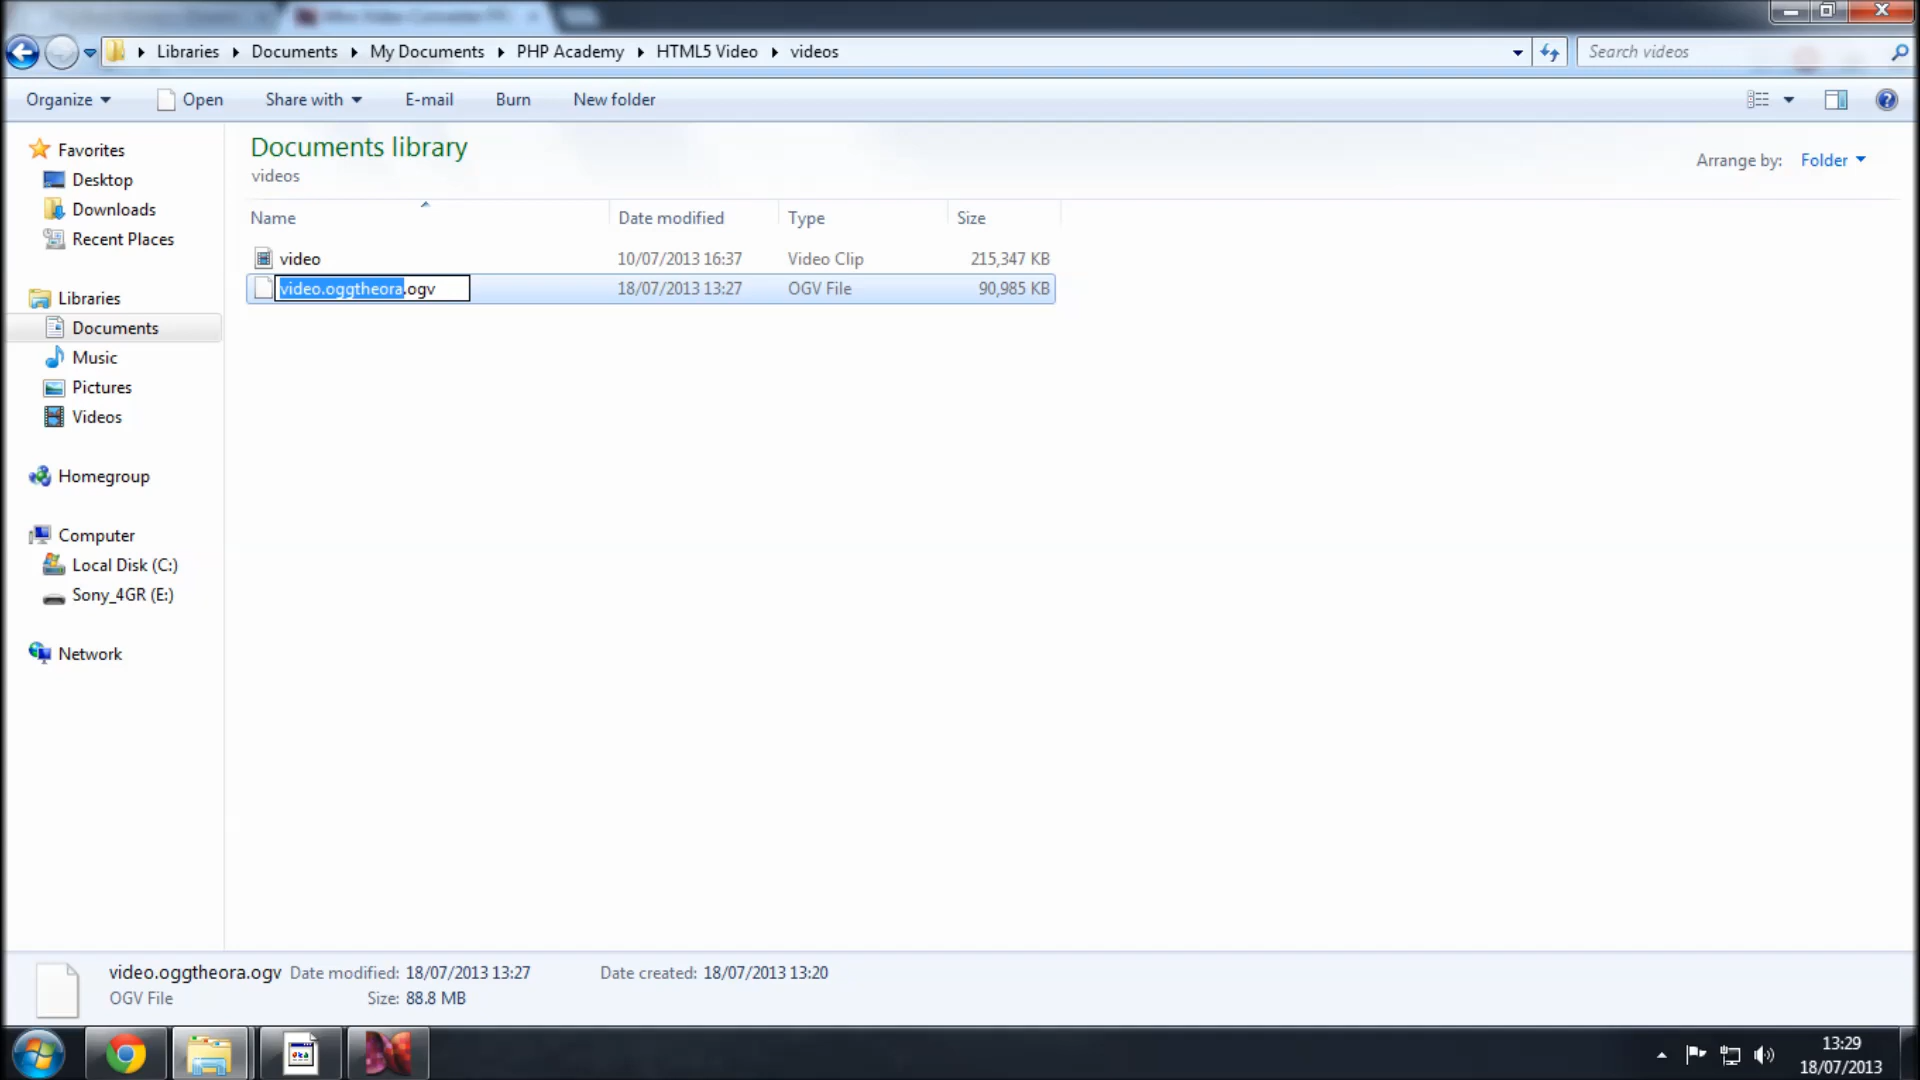 Libraries Documents My Documents PHP Academy HTML5 Video videos
Search videos
Organize Open Share with E-mail Burn New folder
Documents library
videos
Arrange by: Folder
Name Date modified Type Size
video 10/07/2013 16:37 Video Clip 215,347 KB
video.oggtheora.ogv 18/07/2013 13:27 OGV File 90,985 KB
Favorites
Desktop
Downloads
Recent Places
Libraries
Documents
Music
Pictures
Videos
Homegroup
Computer
Local Disk (C:)
Sony_4GR (E:)
Network
video.oggtheora.ogv Date modified: 18/07/2013 13:27 Date created: 18/07/2013 13:20
OGV File Size: 88.8 MB
13:29
18/07/2013